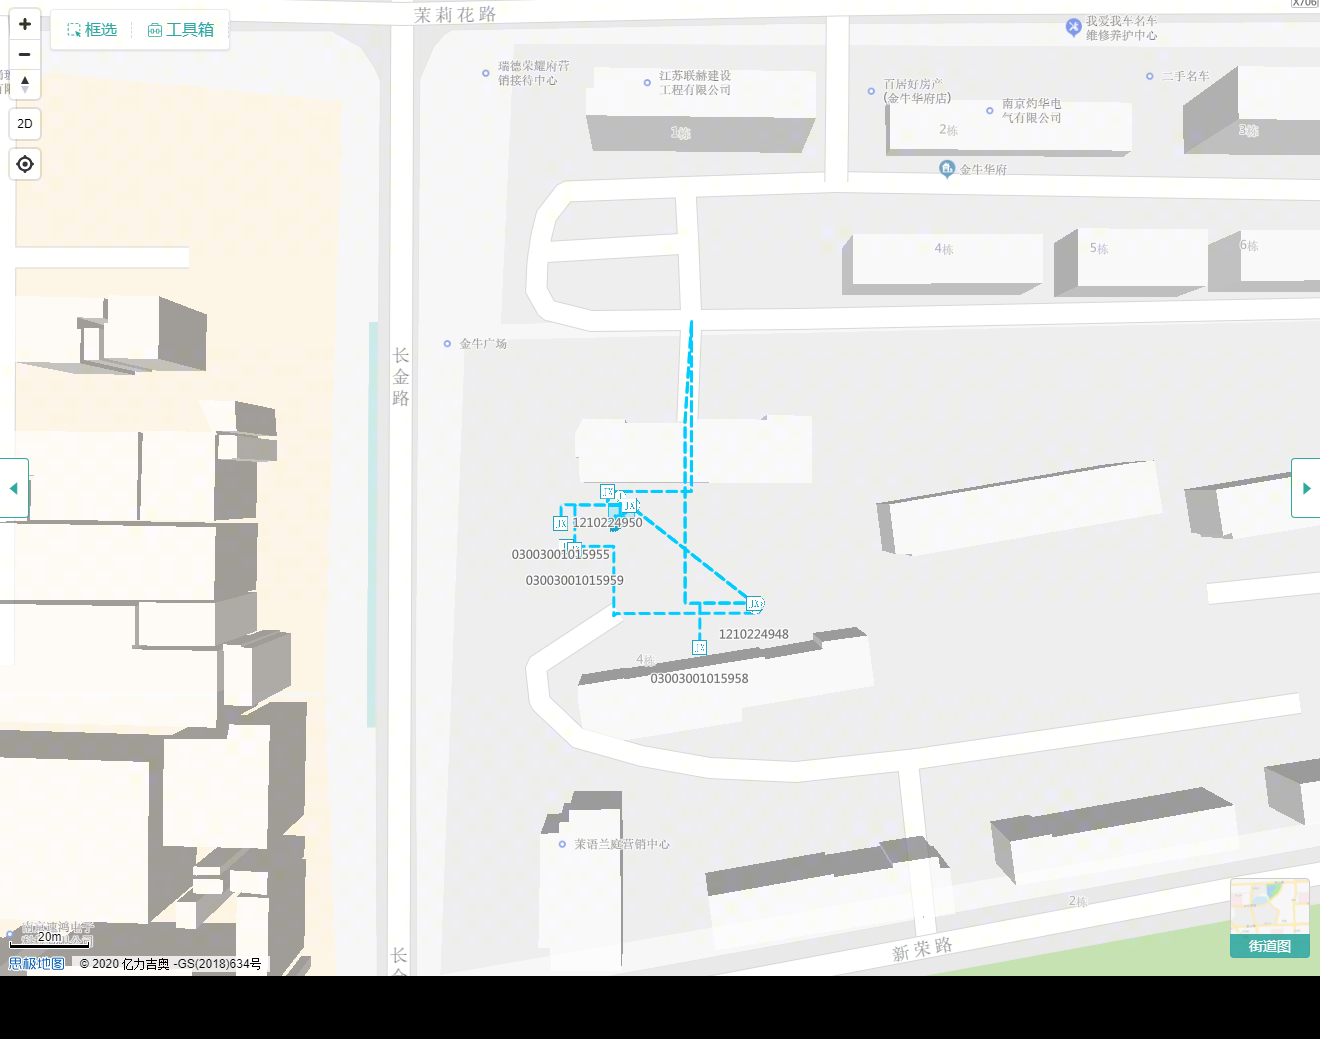 茉莉花路
X706
框选
工具箱
我爱我车名车
维修养护中心
瑞德荣耀府营
销接待中心
江苏联赫建设
工程有限公司
百居好房产
(金牛华府店)
二手名车
南京灼华电
气有限公司
2D
1栋
2栋
3栋
金牛华府
4栋
5栋
6栋
金牛广场
长金路
JX
JX
JX
1210224950
03003001015955
JX
03003001015959
JX
1210224948
JX
4栋
03003001015958
茉语兰庭营销中心
2栋
20m
新荣路
街道图
长金
思极地图
© 2020 亿力吉奥 -GS(2018)634号